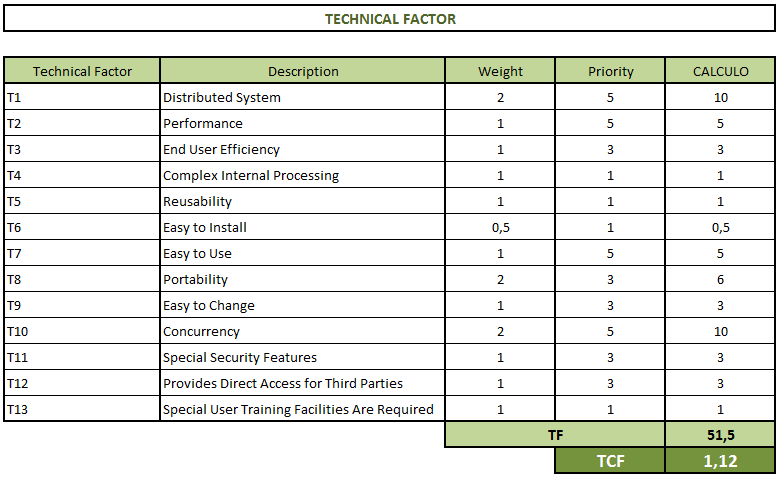 TECHNICAL FACTOR
Technical Factor Description Weight Priority CALCULO
T1 Distributed System 2 5 10
T2 Performance 1 5 5
T3 End User Efficiency 1 3 3
T4 Complex Internal Processing 1 1 1
T5 Reusability 1 1 1
T6 Easy to Install 0,5 1 0,5
T7 Easy to Use 1 5 5
T8 Portability 2 3 6
T9 Easy to Change 1 3 3
T10 Concurrency 2 5 10
T11 Special Security Features 1 3 3
T12 Provides Direct Access for Third Parties 1 3 3
T13 Special User Training Facilities Are Required 1 1 1
TF 51,5
TCF 1,12